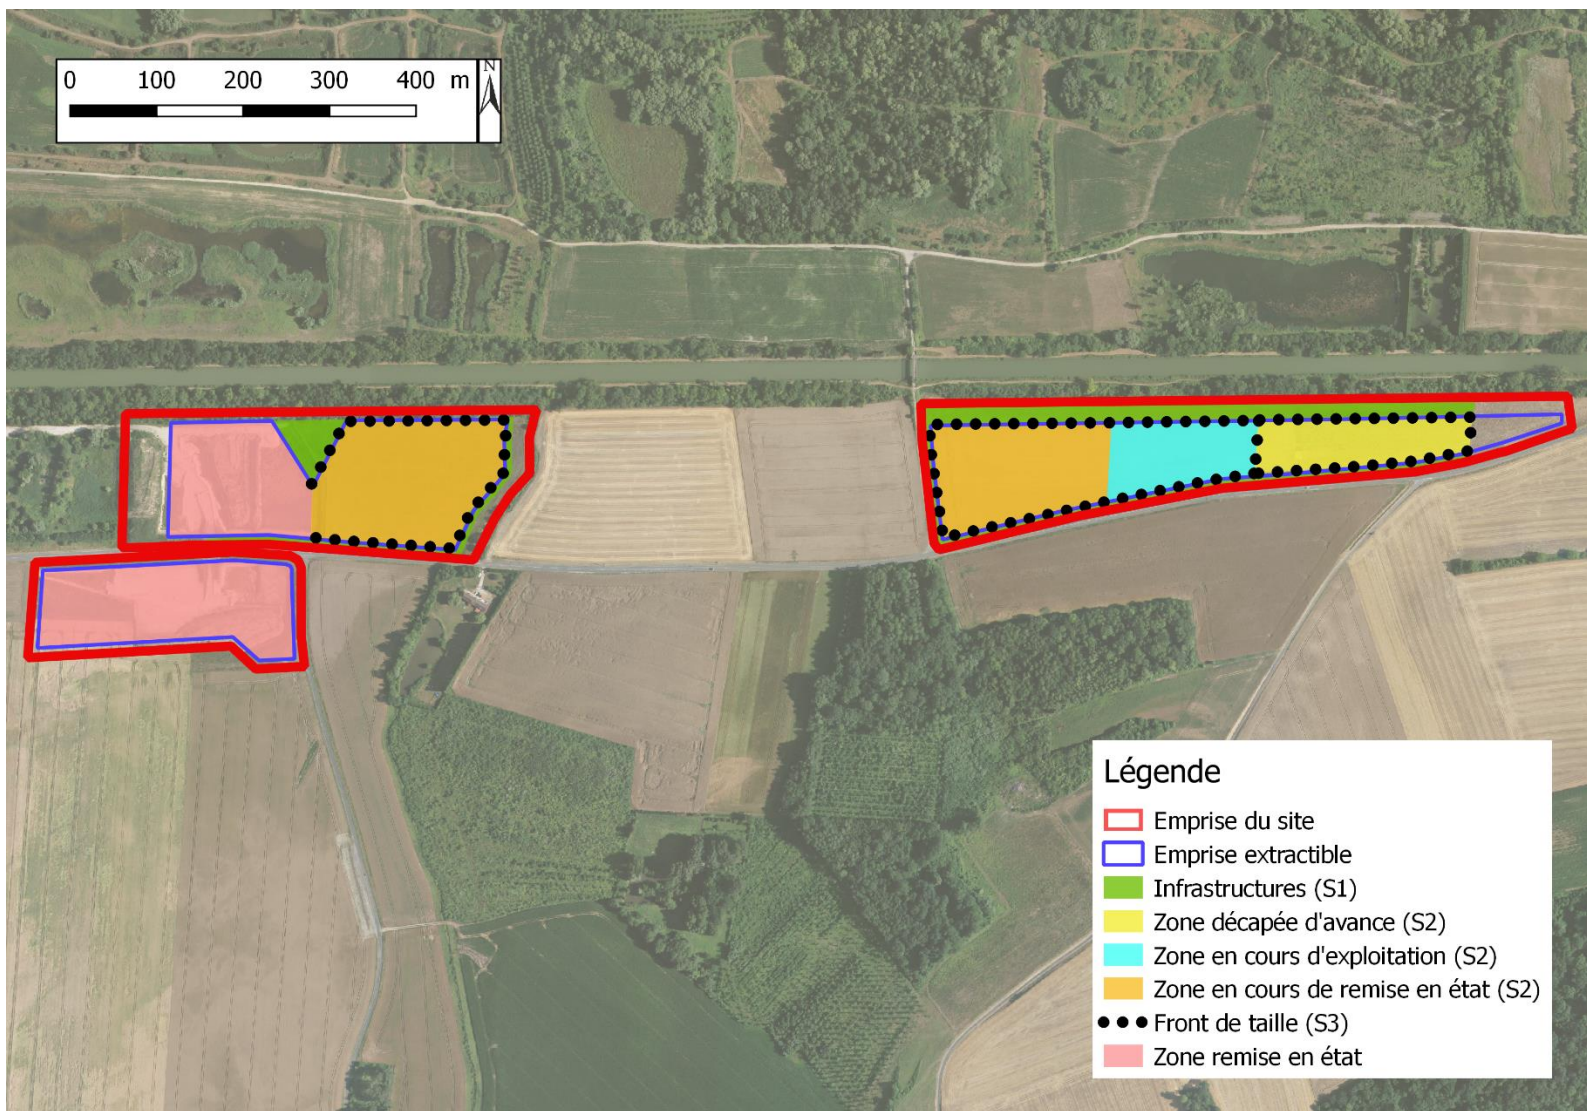 0 100 200 300 400 m
N
Légende
Emprise du site
Emprise extractible
Infrastructures (S1)
Zone décapée d'avance (S2)
Zone en cours d'exploitation (S2)
Zone en cours de remise en état (S2)
Front de taille (S3)
Zone remise en état